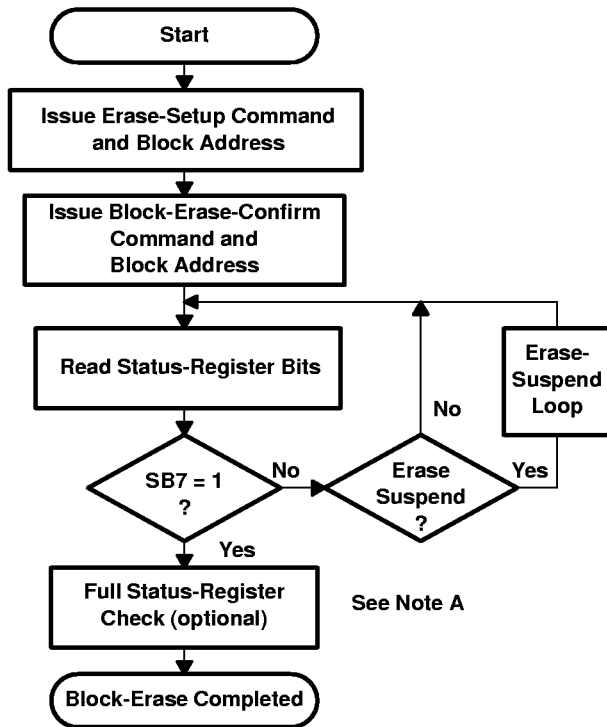 Start
Issue Erase-Setup Command
and Block Address
Issue Block-Erase-Confirm
Command and
Block Address
Read Status-Register Bits
Erase-
Suspend
Loop
No
SB7 = 1
?
No
Erase
Suspend
?
Yes
Yes
Full Status-Register
Check (optional)
See Note A
Block-Erase Completed